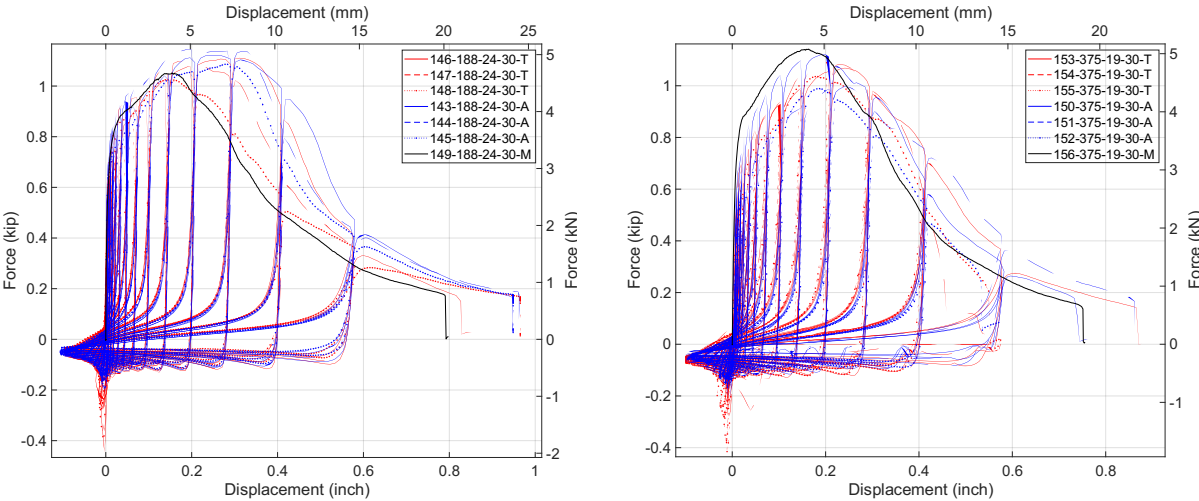 Displacement (mm)
0 5 10 15 20 25
Force (kip)
1
0.8
0.6
0.4
0.2
0
-0.2
-0.4
146-188-24-30-T
147-188-24-30-T
148-188-24-30-T
143-188-24-30-A
144-188-24-30-A
145-188-24-30-A
149-188-24-30-M
5
4
3
2
1
0
-1
-2
Force (kN)
0 0.2 0.4 0.6 0.8 1
Displacement (inch)
Displacement (mm)
0 5 10 15 20
Force (kip)
1
0.8
0.6
0.4
0.2
0
-0.2
-0.4
153-375-19-30-T
154-375-19-30-T
155-375-19-30-T
150-375-19-30-A
151-375-19-30-A
152-375-19-30-A
156-375-19-30-M
5
4
3
2
1
0
-1
Force (kN)
0 0.2 0.4 0.6 0.8
Displacement (inch)